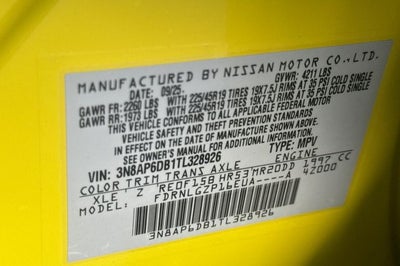 MANUFACTURED BY NISSAN MOTOR CO., LTD.
DATE: 09/25 GVWR: 4211 LBS
GAWR FR: 2260 LBS WITH 225/45R19 TIRES 19X7.5J RIMS AT 35 PSI COLD SINGLE
GAWR RR: 1973 LBS WITH 225/45R19 TIRES 19X7.5J RIMS AT 35 PSI COLD SINGLE
THIS VEHICLE CONFORMS TO ALL APPLICABLE FEDERAL MOTOR
VEHICLE SAFETY AND THEFT PREVENTION STANDARDS
IN EFFECT ON THE DATE OF MANUFACTURE SHOWN ABOVE.
SEE OWNER'S MANUAL FOR ADDITIONAL INFORMATION
VIN: 3N8AP6DB1TL328926 TYPE: MPV
COLOR TRIM TRANS AXLE ENGINE
XLE Z RE0F15B HR53 MR20DD 1997 CC
MODEL: FDRNLGZP16EUA----A 42000
3N8AP6DB1TL328926